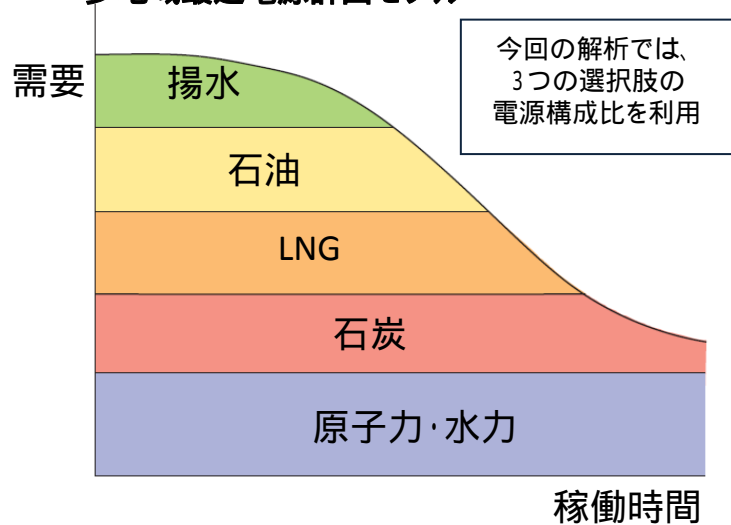 需要
今回の解析では、
3つの選択肢の
電源構成比を利用
揚水
石油
LNG
石炭
原子力・水力
稼働時間